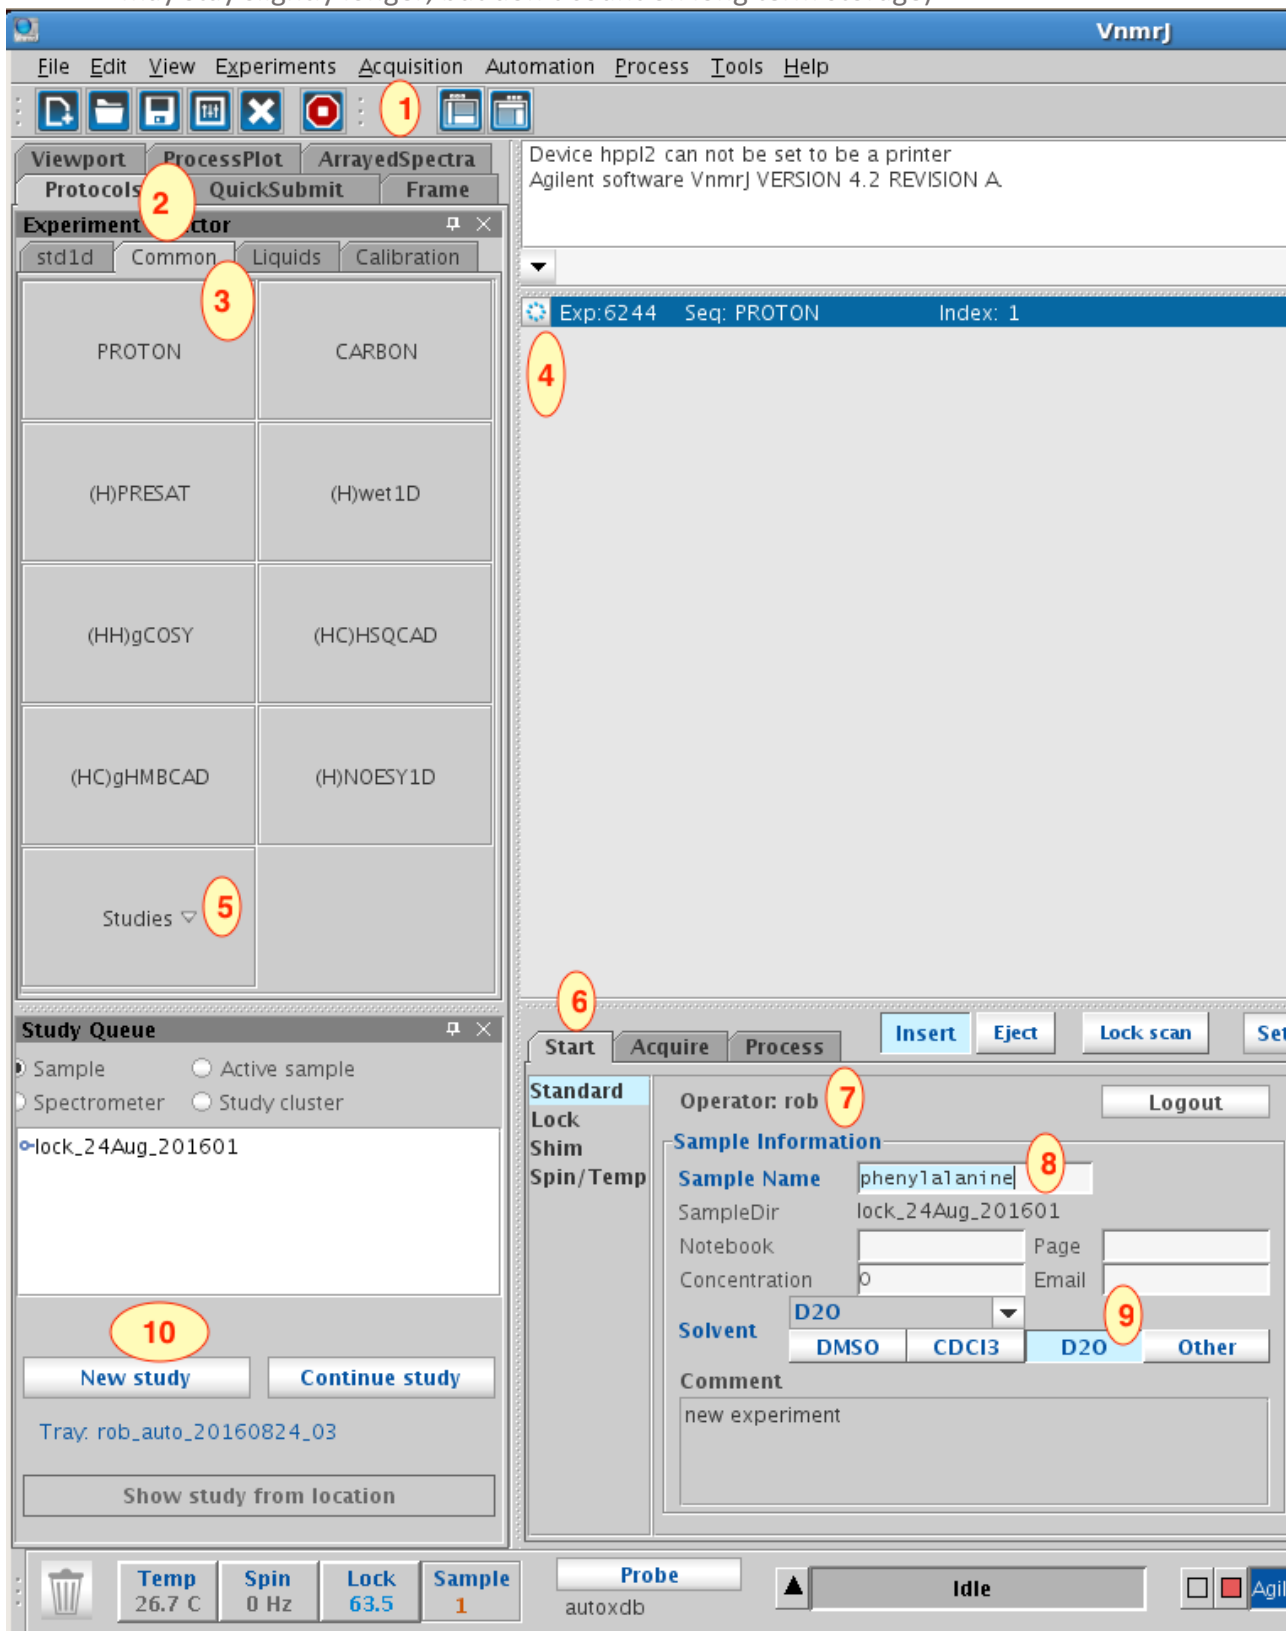 VnmrJ
File Edit View Experiments Acquisition Automation Process Tools Help
1
Viewport ProcessPlot ArrayedSpectra
Protocols QuickSubmit Frame
2
Experiment ctor
std1d Common Liquids Calibration
3
PROTON CARBON
(H)PRESAT (H)wet1D
(HH)gCOSY (HC)HSQCAD
(HC)gHMBCAD (H)NOESY1D
Studies 5
Device hppl2 can not be set to be a printer
Agilent software VnmrJ VERSION 4.2 REVISION A.
Exp:6244 Seq: PROTON Index: 1
4
Study Queue
Sample Active sample
Spectrometer Study cluster
lock_24Aug_201601
10
New study Continue study
Tray: rob_auto_20160824_03
Show study from location
6
Start Acquire Process Insert Eject Lock scan Set
Standard
Lock
Shim
Spin/Temp
Operator: rob 7 Logout
Sample Information
Sample Name phenylalanine 8
SampleDir lock_24Aug_201601
Notebook Page
Concentration 0 Email
Solvent D2O 9
DMSO CDCl3 D2O Other
Comment
new experiment
Temp Spin Lock Sample
26.7 C 0 Hz 63.5 1
Probe
autoxdb
Idle
Agil